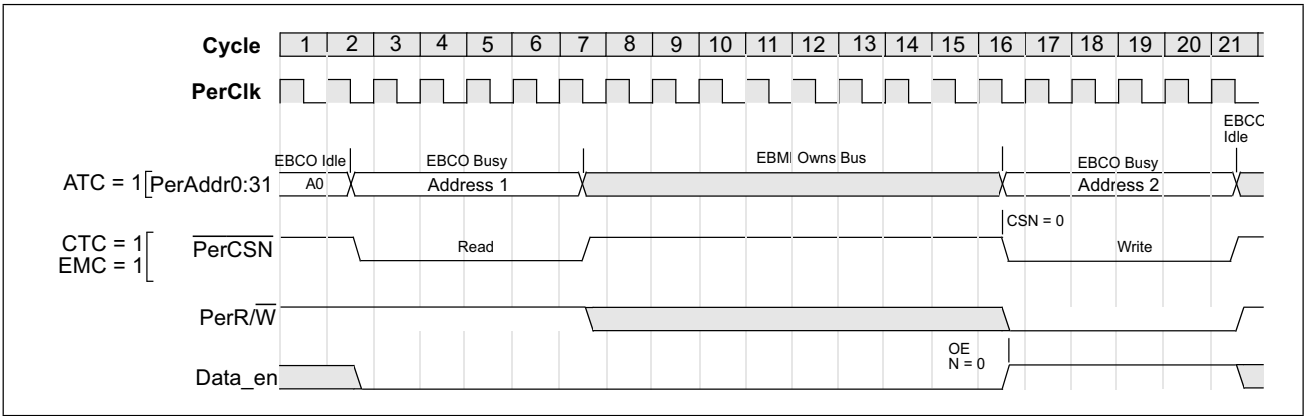 Cycle 1 2 3 4 5 6 7 8 9 10 11 12 13 14 15 16 17 18 19 20 21
PerClk
EBCO
Idle
EBCO Idle EBCO Busy EBMI Owns Bus EBCO Busy
ATC = 1 PerAddr0:31 A0 Address 1 Address 2
CSN = 0
CTC = 1
EMC = 1
PerCSN Read Write
PerR/W
OE
N = 0
Data_en